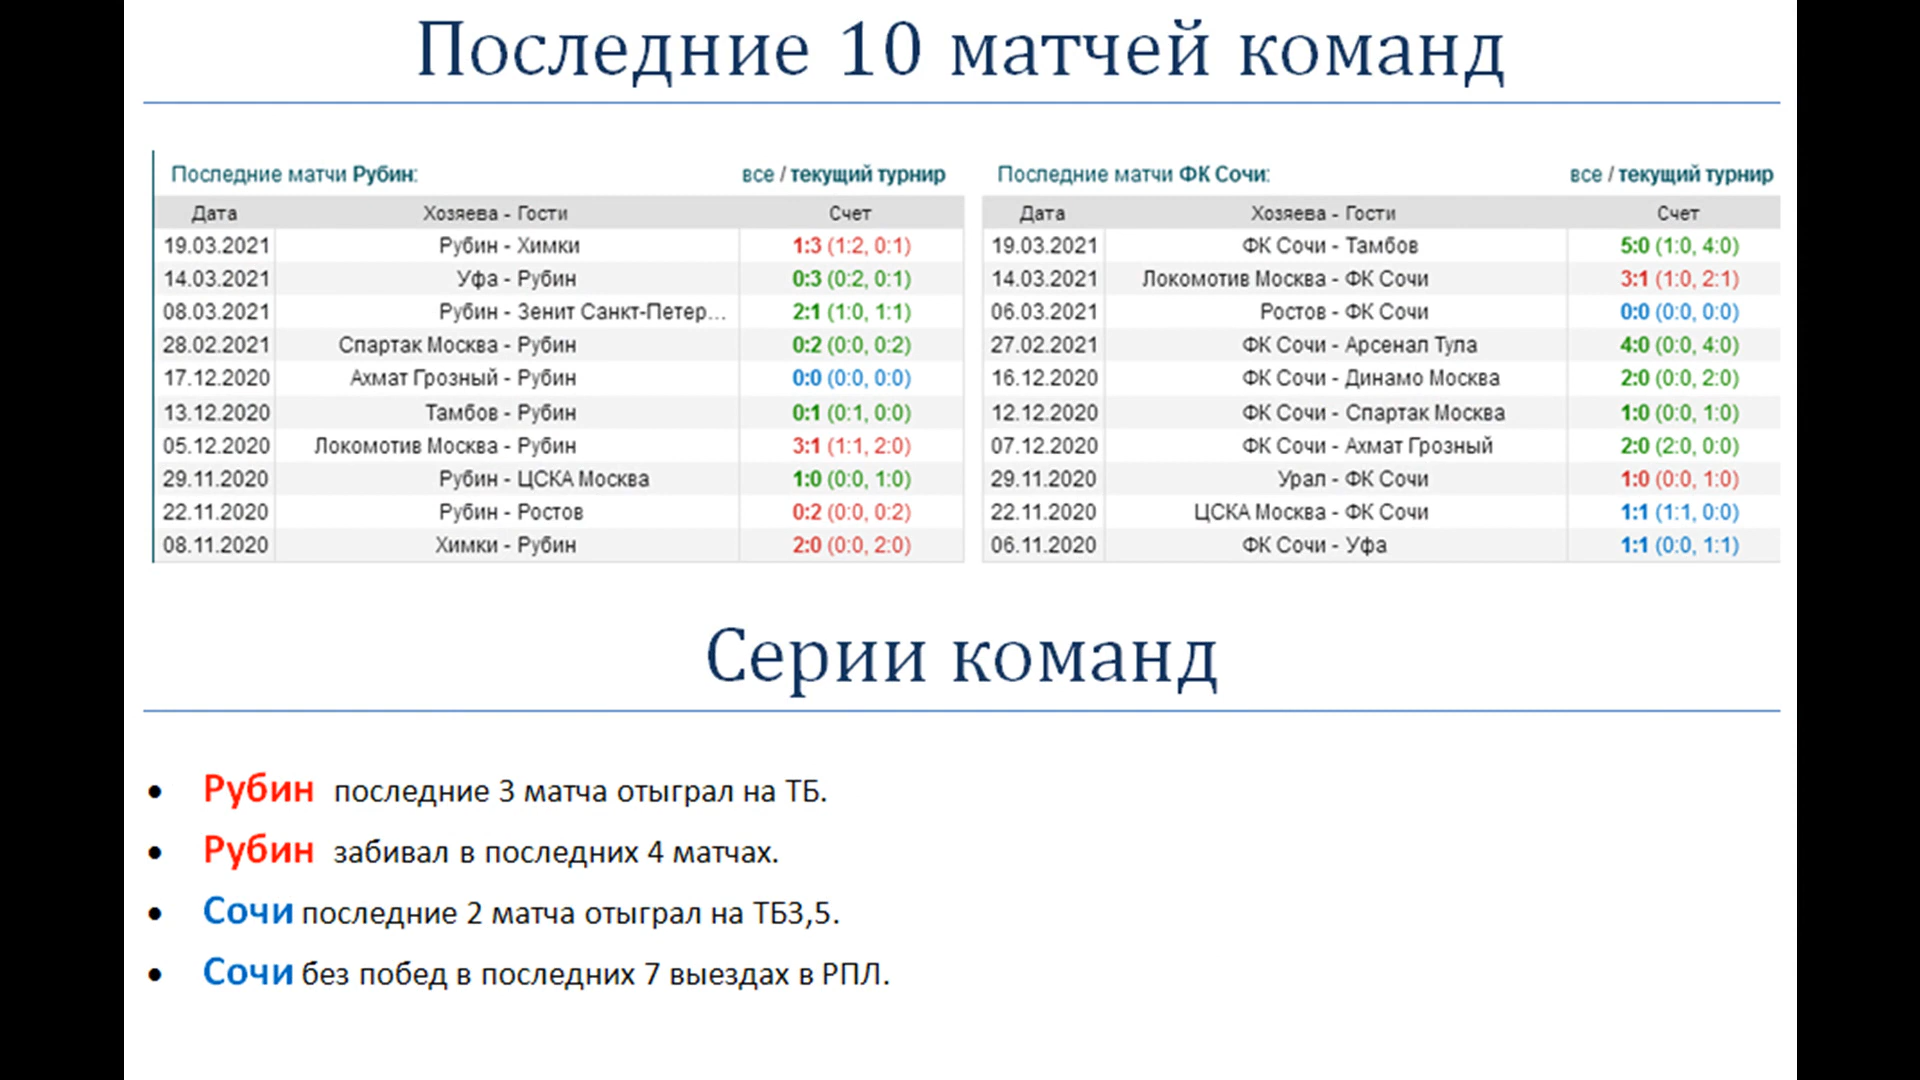 Последние 10 матчей команд
Последние матчи Рубин: все / текущий турнир
Дата Хозяева - Гости Счет
19.03.2021 Рубин - Химки 1:3 (1:2, 0:1)
14.03.2021 Уфа - Рубин 0:3 (0:2, 0:1)
08.03.2021 Рубин - Зенит Санкт-Петер... 2:1 (1:0, 1:1)
28.02.2021 Спартак Москва - Рубин 0:2 (0:0, 0:2)
17.12.2020 Ахмат Грозный - Рубин 0:0 (0:0, 0:0)
13.12.2020 Тамбов - Рубин 0:1 (0:1, 0:0)
05.12.2020 Локомотив Москва - Рубин 3:1 (1:1, 2:0)
29.11.2020 Рубин - ЦСКА Москва 1:0 (0:0, 1:0)
22.11.2020 Рубин - Ростов 0:2 (0:0, 0:2)
08.11.2020 Химки - Рубин 2:0 (0:0, 2:0)
Последние матчи ФК Сочи: все / текущий турнир
Дата Хозяева - Гости Счет
19.03.2021 ФК Сочи - Тамбов 5:0 (1:0, 4:0)
14.03.2021 Локомотив Москва - ФК Сочи 3:1 (1:0, 2:1)
06.03.2021 Ростов - ФК Сочи 0:0 (0:0, 0:0)
27.02.2021 ФК Сочи - Арсенал Тула 4:0 (0:0, 4:0)
16.12.2020 ФК Сочи - Динамо Москва 2:0 (0:0, 2:0)
12.12.2020 ФК Сочи - Спартак Москва 1:0 (0:0, 1:0)
07.12.2020 ФК Сочи - Ахмат Грозный 2:0 (2:0, 0:0)
29.11.2020 Урал - ФК Сочи 1:0 (0:0, 1:0)
22.11.2020 ЦСКА Москва - ФК Сочи 1:1 (1:1, 0:0)
06.11.2020 ФК Сочи - Уфа 1:1 (0:0, 1:1)
Серии команд
• Рубин последние 3 матча отыграл на ТБ.
• Рубин забивал в последних 4 матчах.
• Сочи последние 2 матча отыграл на ТБ3,5.
• Сочи без побед в последних 7 выездах в РПЛ.